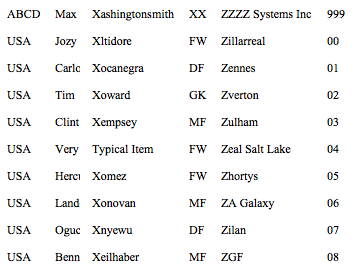 ABCD Max Xashingtonsmith XX ZZZZ Systems Inc 999
USA Jozy Xltidore FW Zillarreal 00
USA Carlo Xocanegra DF Zennes 01
USA Tim Xoward GK Zverton 02
USA Clint Xempsey MF Zulham 03
USA Very Typical Item FW Zeal Salt Lake 04
USA Hercu Xomez FW Zhortys 05
USA Land Xonovan MF ZA Galaxy 06
USA Oguc Xnyewu DF Zilan 07
USA Benn Xeilhaber MF ZGF 08